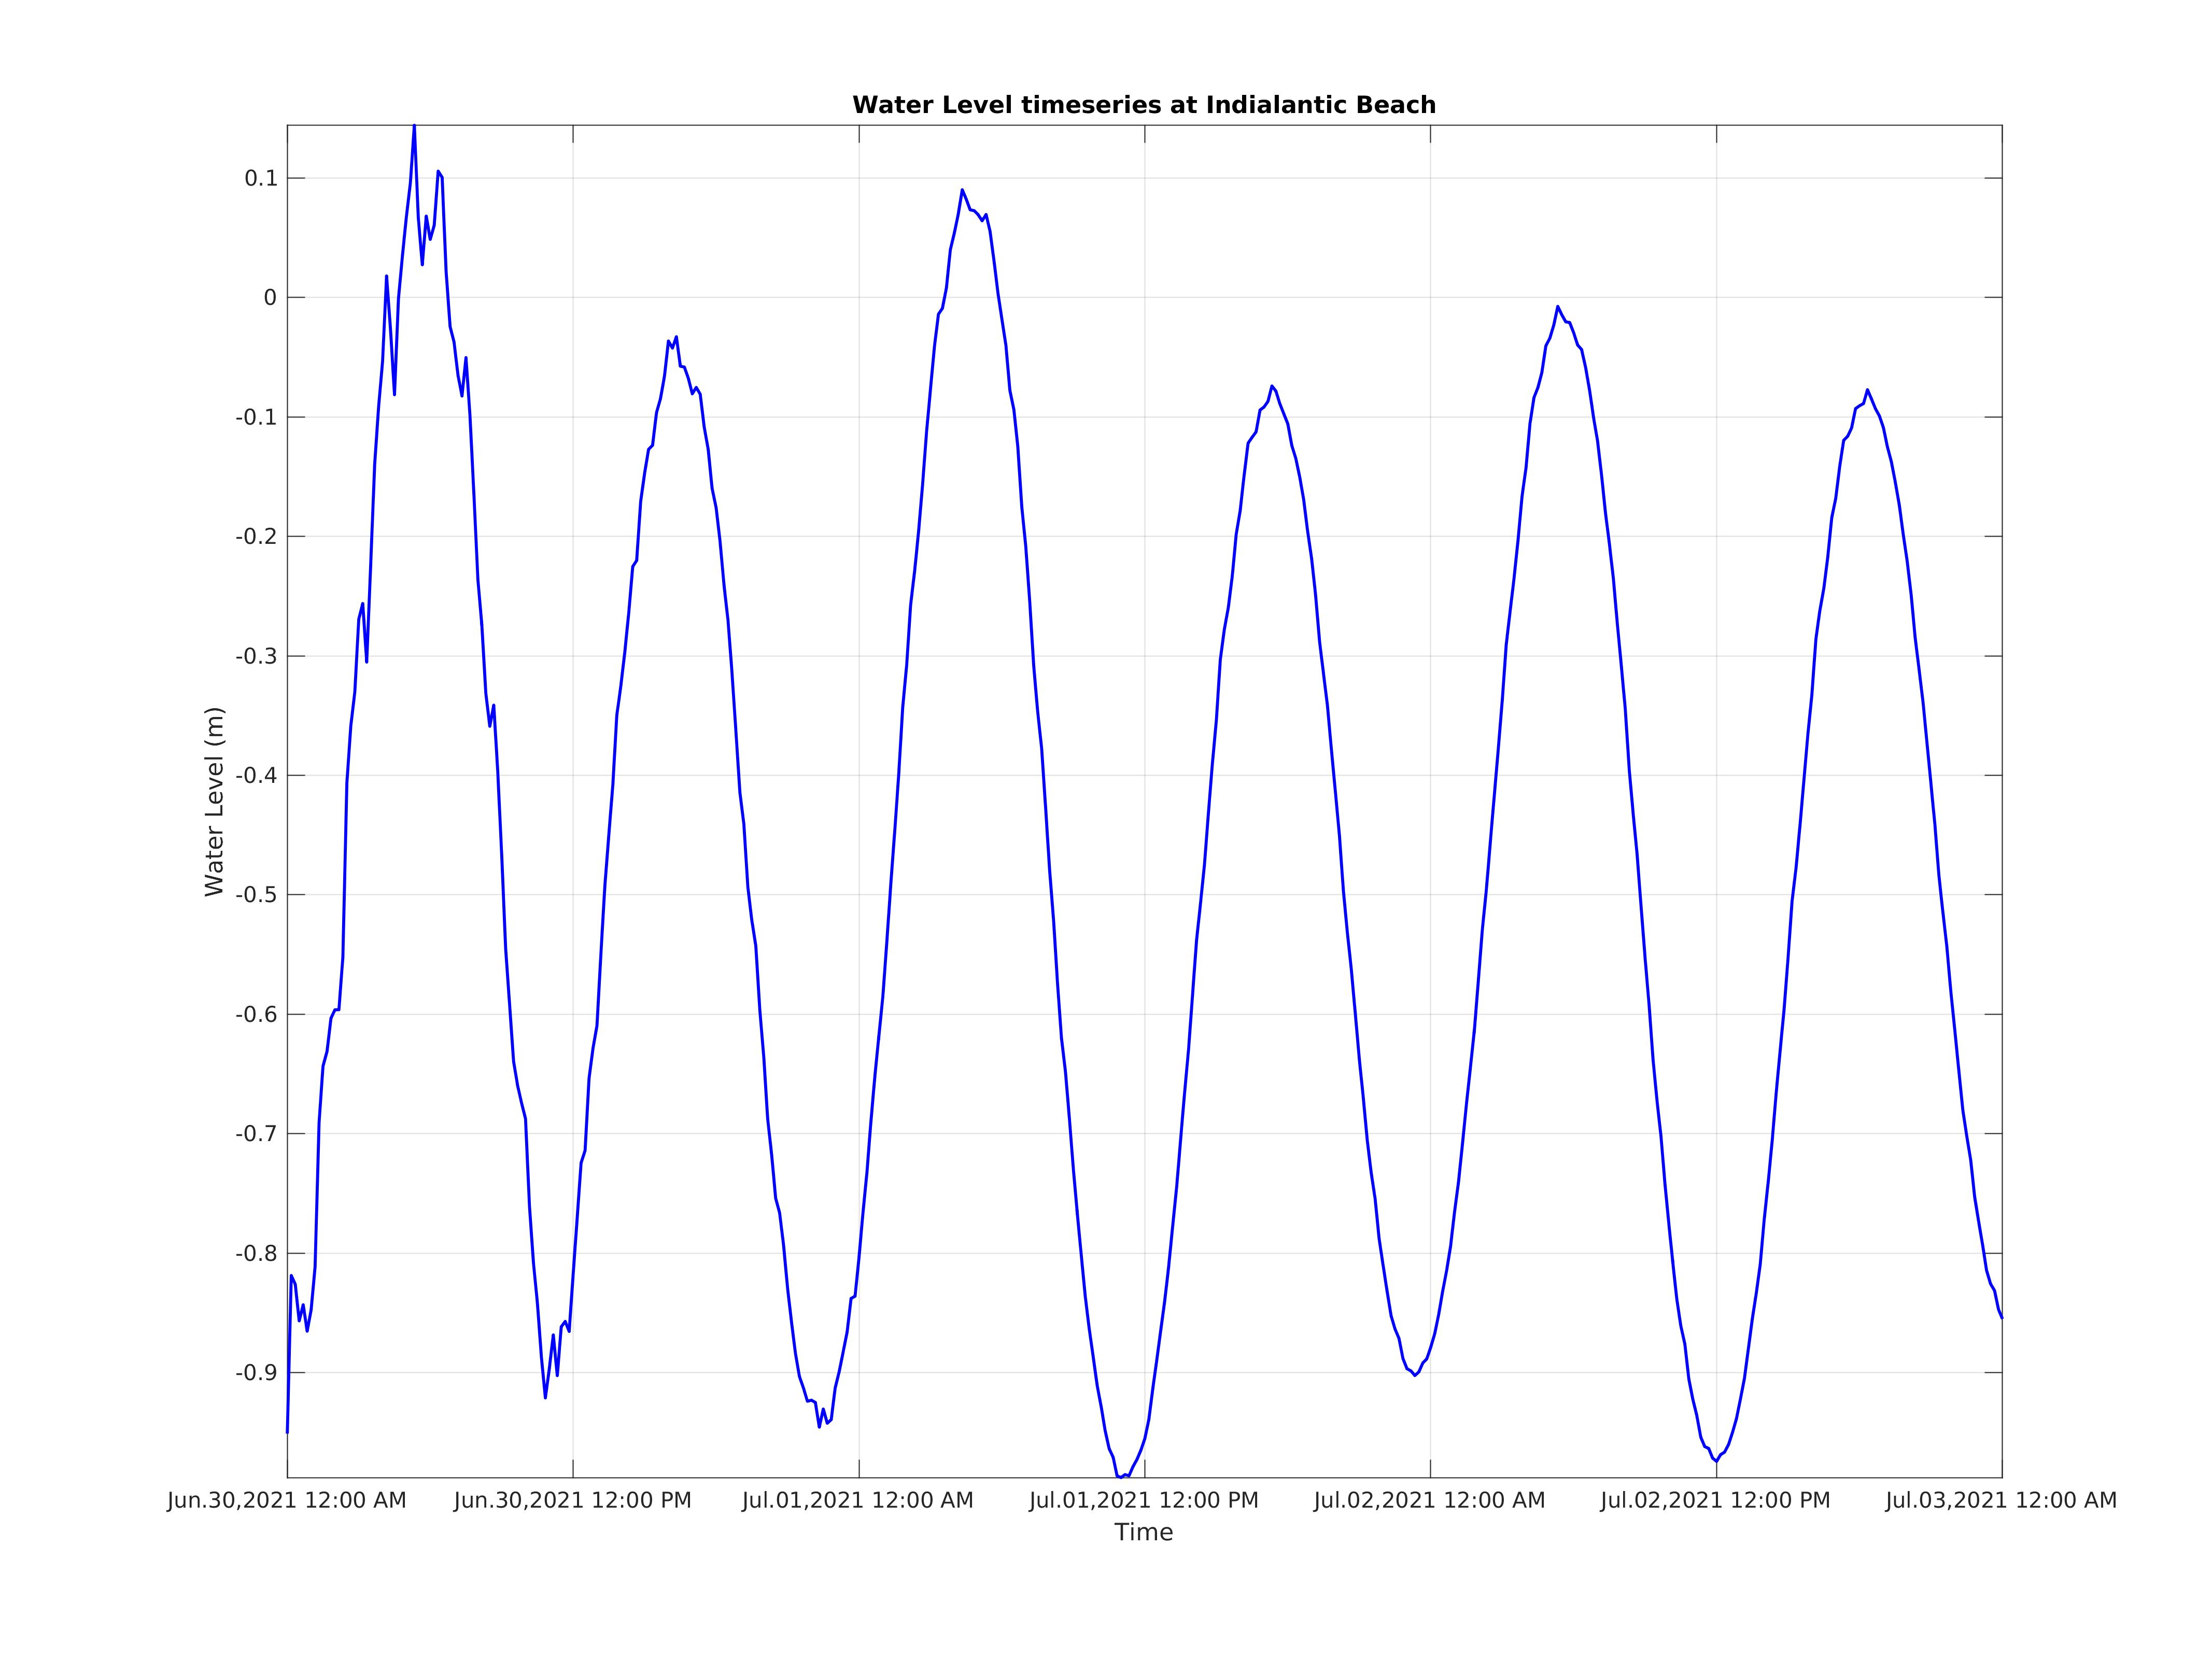 Water Level timeseries at Indialantic Beach
0.1
0
-0.1
-0.2
-0.3
-0.4
-0.5
-0.6
-0.7
-0.8
-0.9
Water Level (m)
Jun.30,2021 12:00 AM
Jun.30,2021 12:00 PM
Jul.01,2021 12:00 AM
Jul.01,2021 12:00 PM
Jul.02,2021 12:00 AM
Jul.02,2021 12:00 PM
Jul.03,2021 12:00 AM
Time